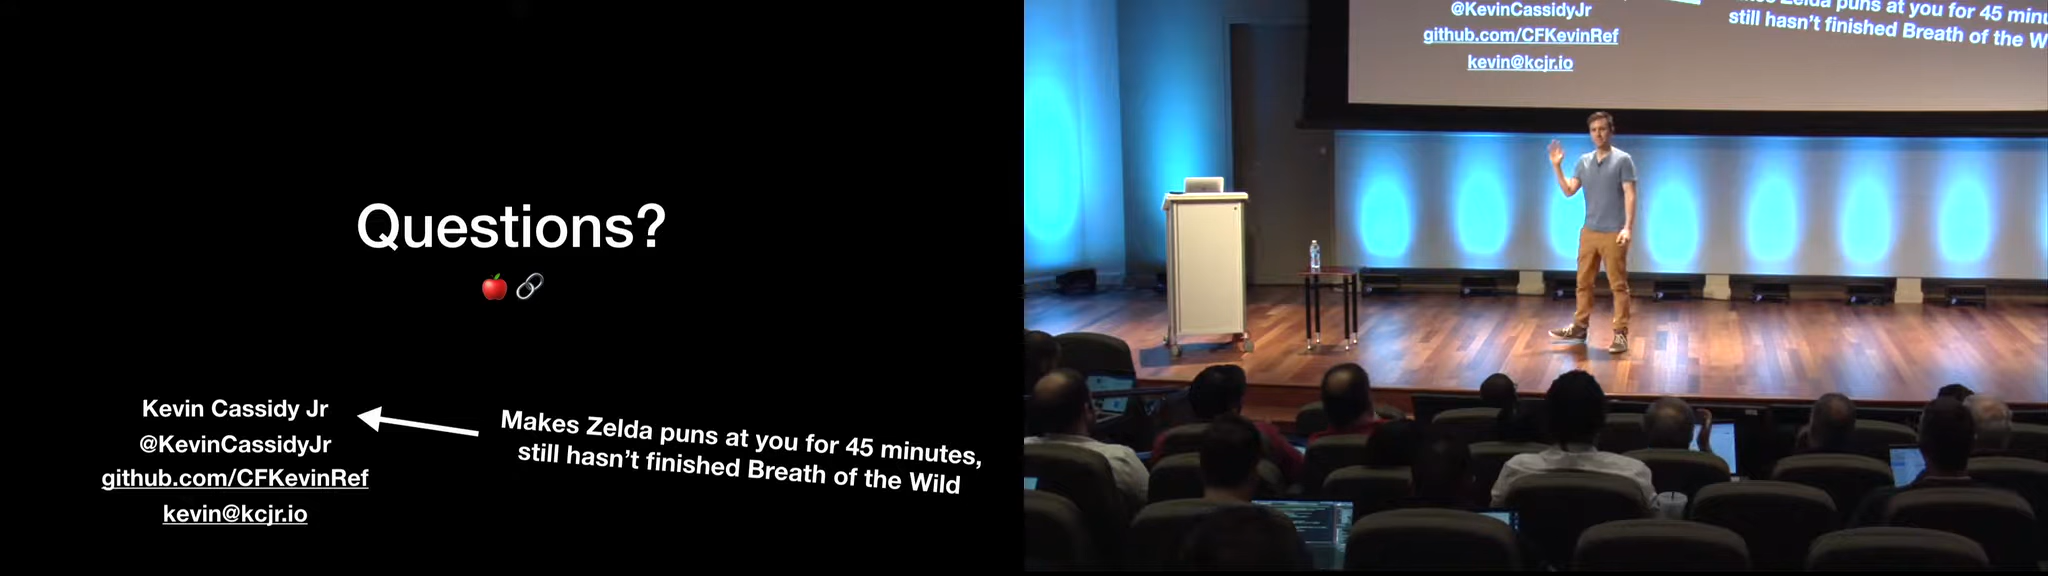 Questions?
Kevin Cassidy Jr
@KevinCassidyJr
github.com/CFKevinRef
kevin@kcjr.io
Makes Zelda puns at you for 45 minutes,
still hasn't finished Breath of the Wild
@KevinCassidyJr
github.com/CFKevinRef
kevin@kcjr.io
Zelda puns at you for 45
still hasn't finished Breath of the